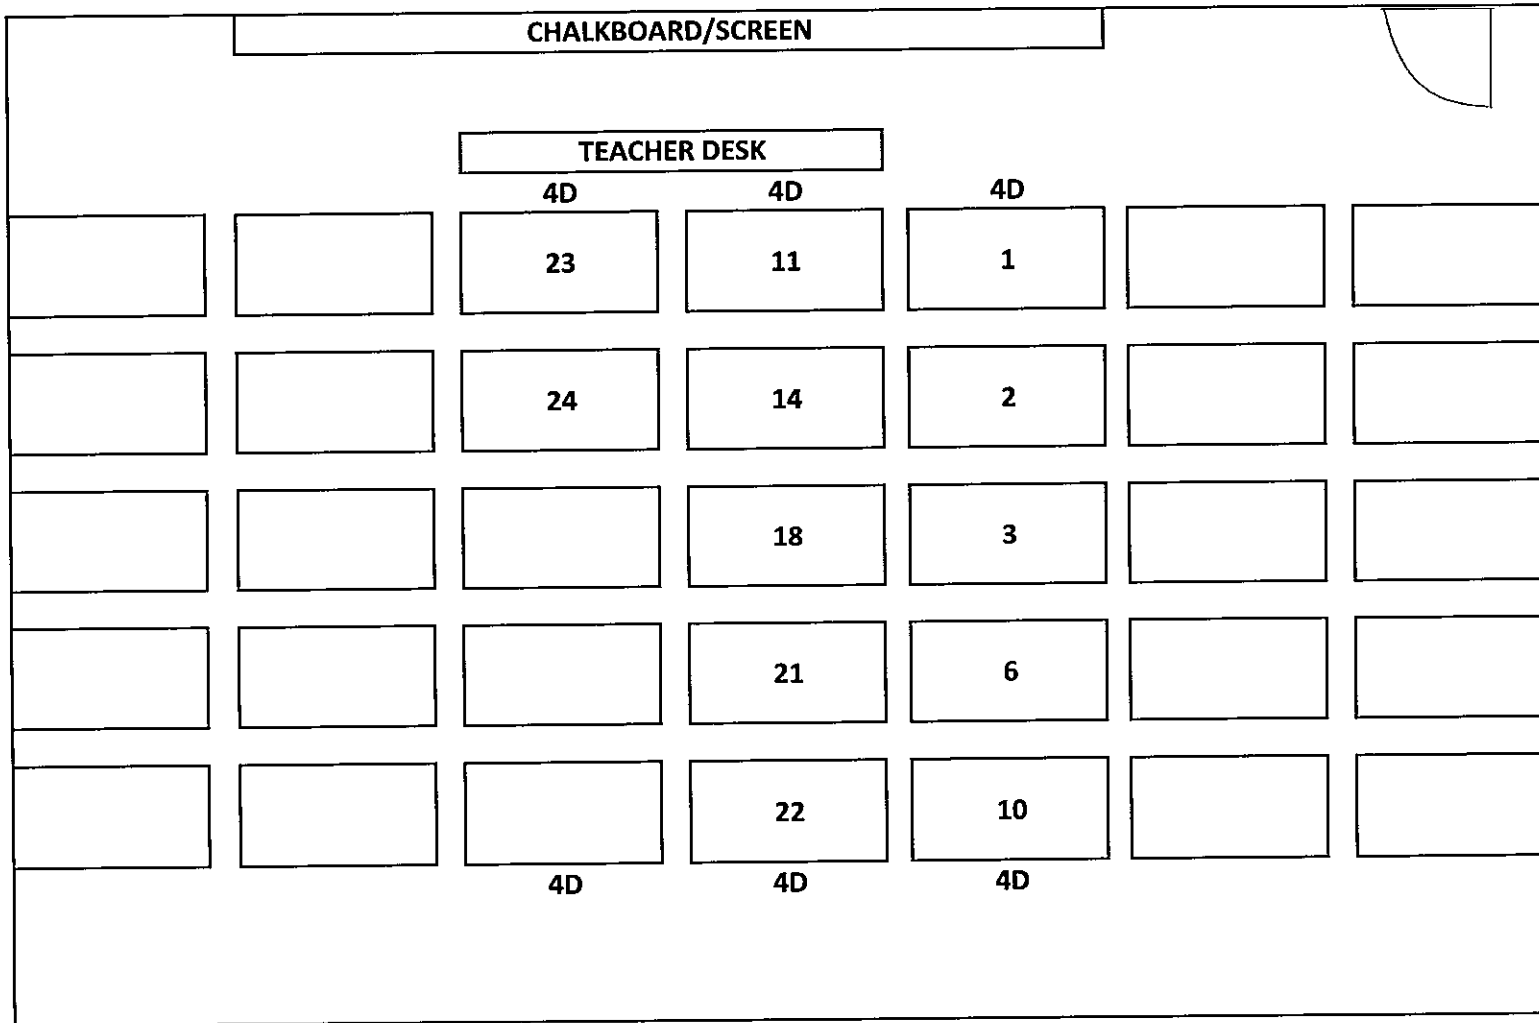 CHALKBOARD/SCREEN
TEACHER DESK
4D 4D 4D
23 11 1
24 14 2
18 3
21 6
22 10
4D 4D 4D